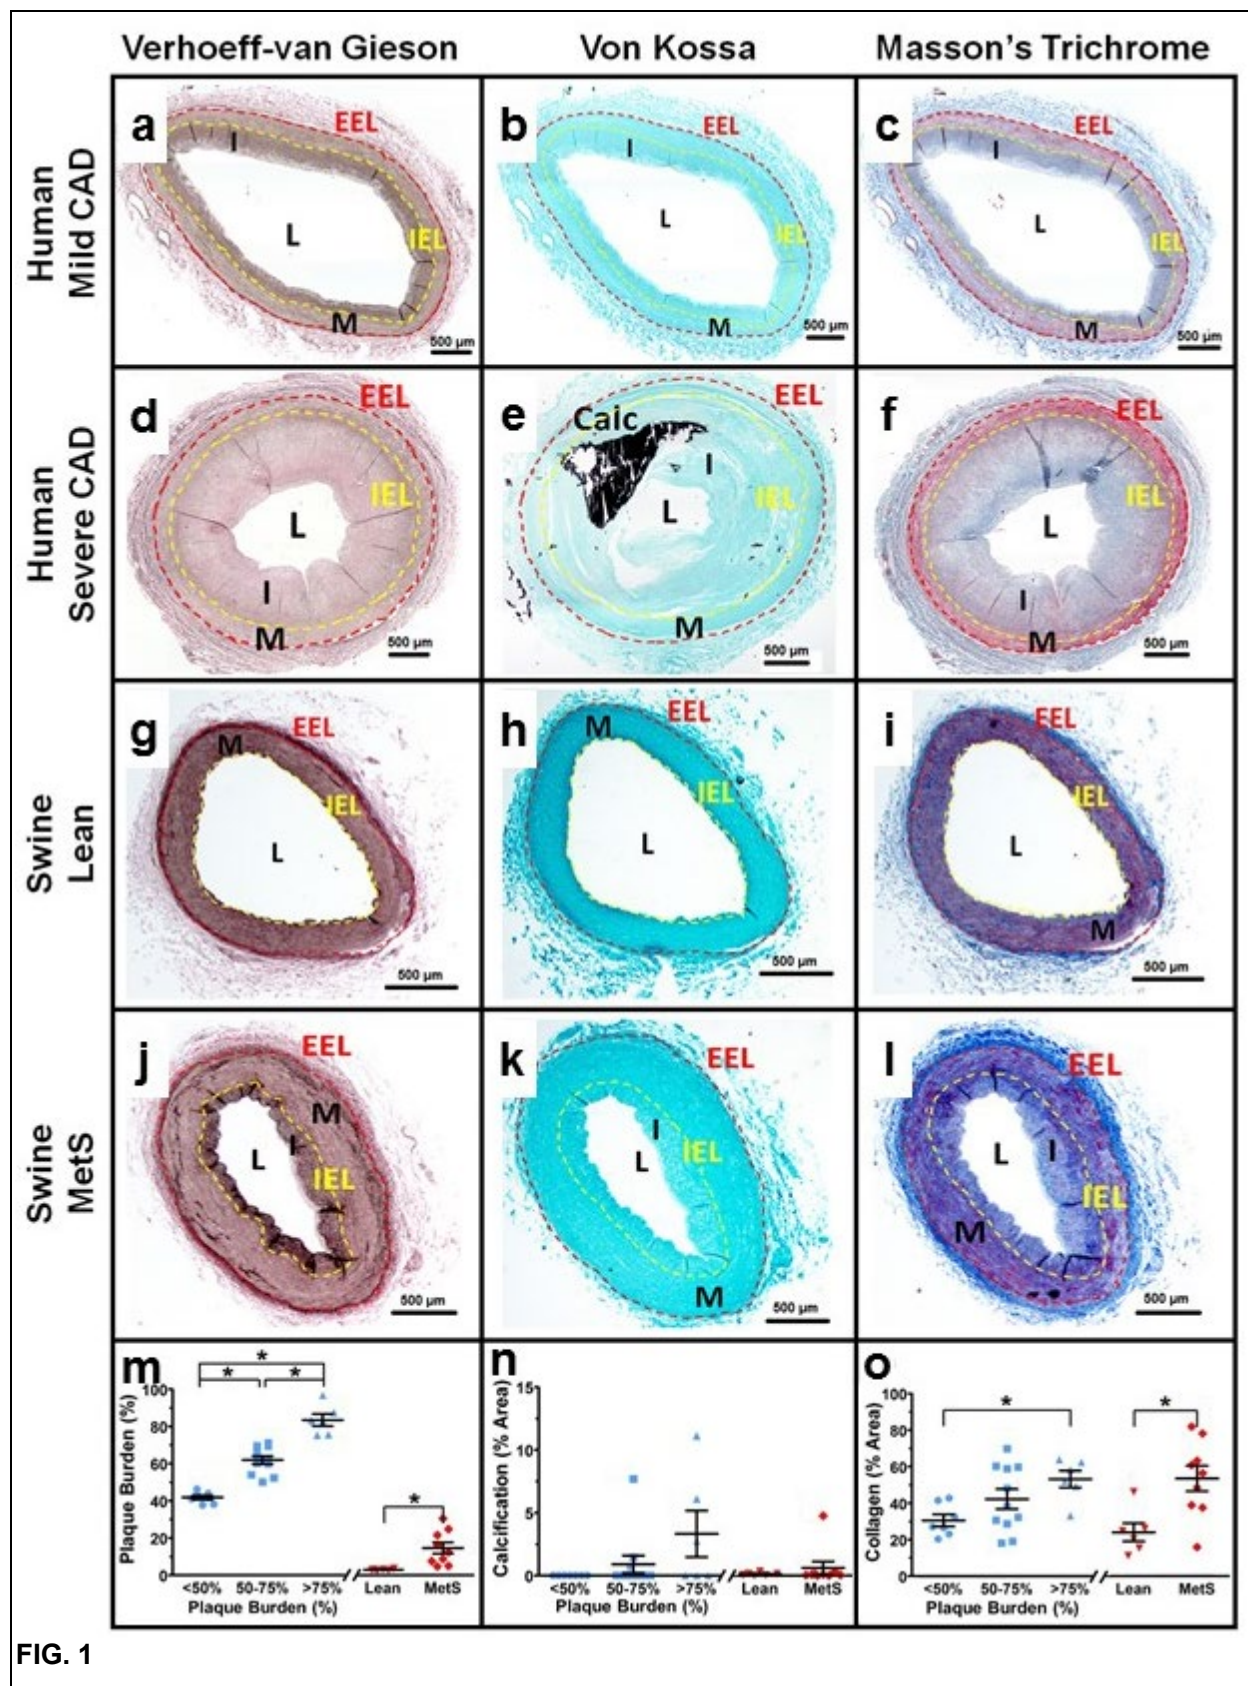 Verhoeff-van Gieson Von Kossa Masson's Trichrome
Human
Mild CAD
a EEL I L IEL M 500 µm
b EEL I L IEL M 500 µm
c EEL I L IEL M 500 µm
Human
Severe CAD
d EEL L IEL I M 500 µm
e Calc EEL I L IEL M 500 µm
f EEL L IEL I M 500 µm
Swine
Lean
g EEL M IEL L 500 µm
h EEL M IEL L 500 µm
i EEL IEL L M 500 µm
Swine
MetS
j EEL M L I IEL 500 µm
k EEL I L IEL M 500 µm
l EEL L I IEL M 500 µm
m
* * *
Plaque Burden (%)
100
80
60
40
20
0
*
<50% 50-75% >75% Lean MetS
Plaque Burden (%)
n
Calcification (% Area)
15
10
5
0
<50% 50-75% >75% Lean MetS
Plaque Burden (%)
o
Collagen (% Area)
100
80
60
40
20
0
* *
<50% 50-75% >75% Lean MetS
Plaque Burden (%)
FIG. 1